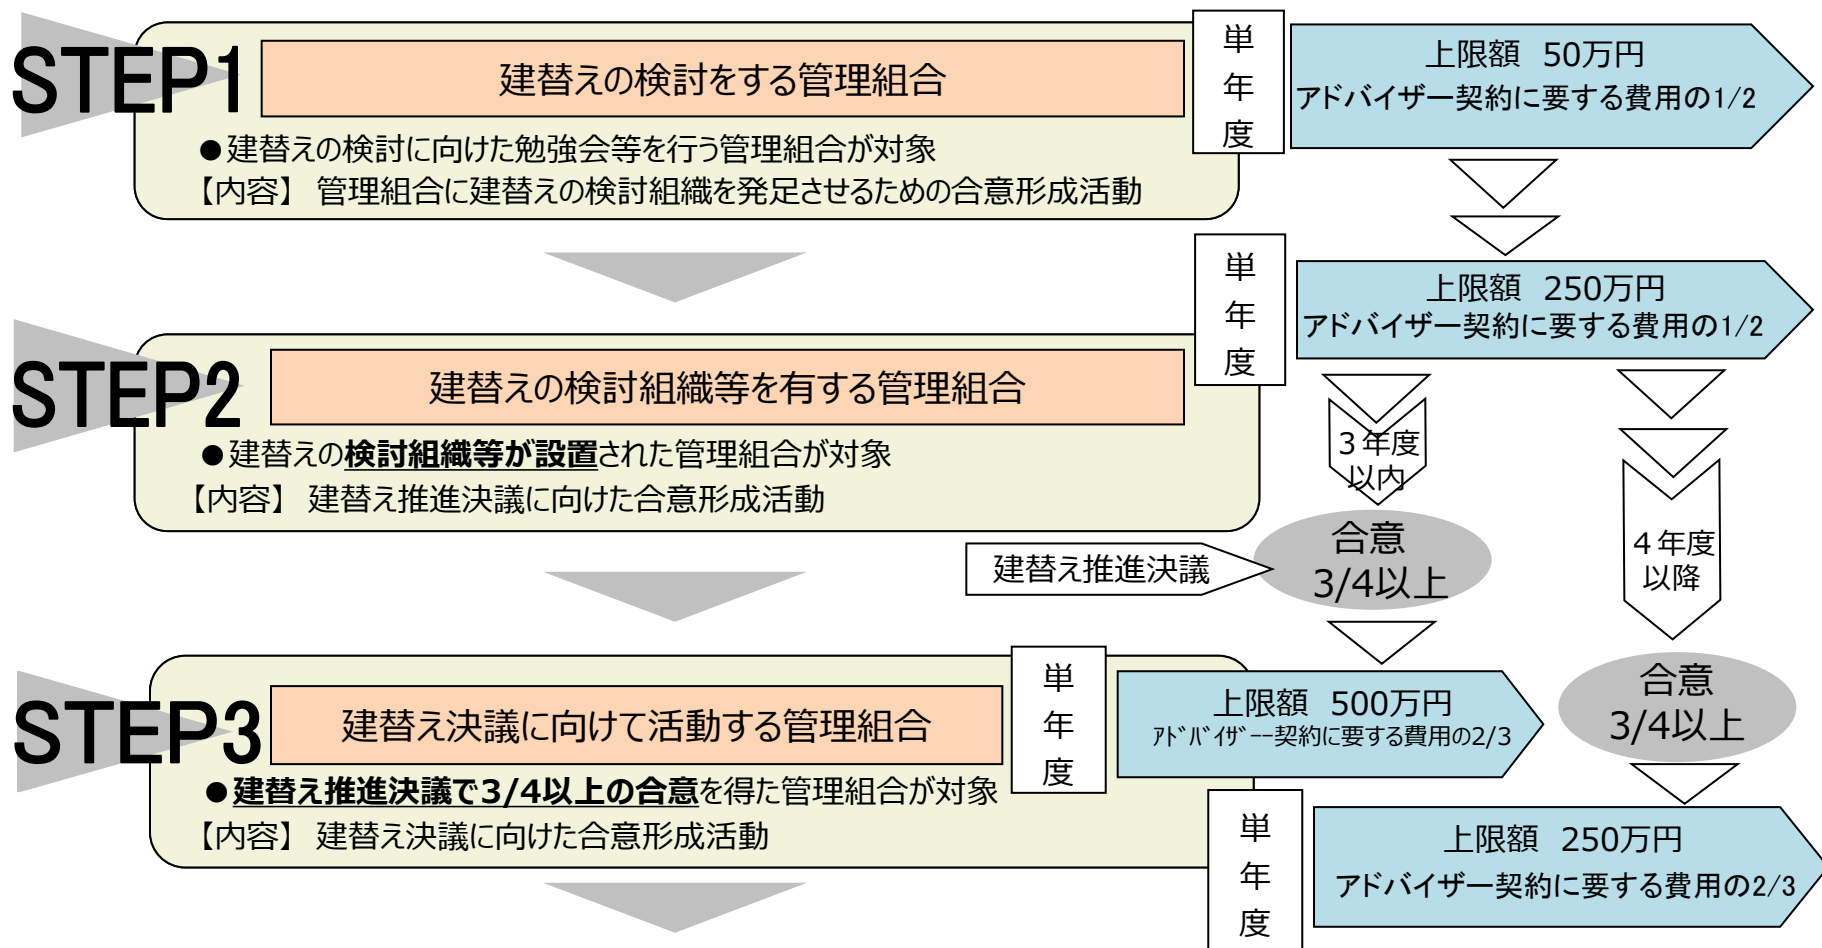 STEP1
建替えの検討をする管理組合
●建替えの検討に向けた勉強会等を行う管理組合が対象
【内容】 管理組合に建替えの検討組織を発足させるための合意形成活動
単年度
上限額 50万円
アドバイザー契約に要する費用の1/2
STEP2
建替えの検討組織等を有する管理組合
●建替えの検討組織等が設置された管理組合が対象
【内容】 建替え推進決議に向けた合意形成活動
単年度
上限額 250万円
アドバイザー契約に要する費用の1/2
３年度
以内
建替え推進決議
合意
3/4以上
４年度
以降
合意
3/4以上
STEP3
建替え決議に向けて活動する管理組合
●建替え推進決議で3/4以上の合意を得た管理組合が対象
【内容】 建替え決議に向けた合意形成活動
単年度
上限額 500万円
ｱﾄﾞﾊﾞｲｻﾞｰ-契約に要する費用の2/3
単年度
上限額 250万円
アドバイザー契約に要する費用の2/3